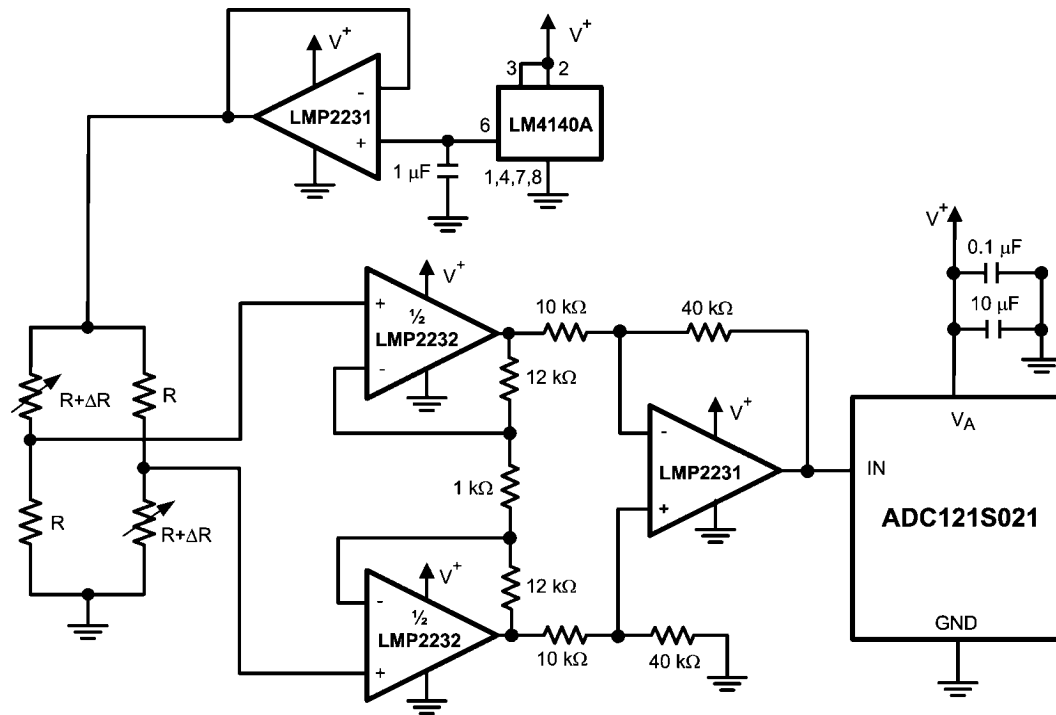 V+
V+
3
2
-
LMP2231
+
6
LM4140A
1 µF
1,4,7,8
V+
0.1 µF
10 µF
V+
+
½
LMP2232
-
10 kΩ
40 kΩ
12 kΩ
R+ΔR
R
V+
VA
-
LMP2231
+
IN
1 kΩ
ADC121S021
R
R+ΔR
V+
-
½
LMP2232
+
12 kΩ
10 kΩ
40 kΩ
GND